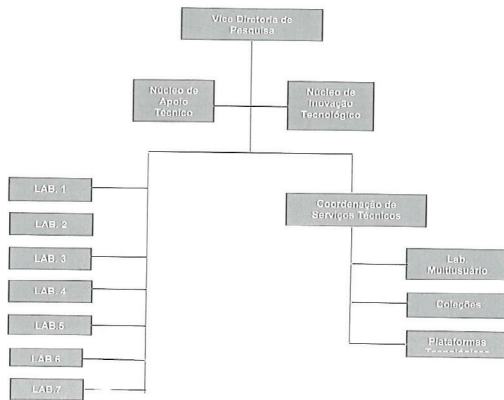 Vice Diretoria de
Pesquisa
Núcleo de
Apoio
Técnico
Núcleo de
Inovação
Tecnológico
LAB. 1
LAB. 2
LAB. 3
LAB. 4
LAB.5
LAB.6
LAB.7
Coordenação de
Serviços Técnicos
Lab.
Multiusuário
Coleções
Plataformas
Tecnológicas